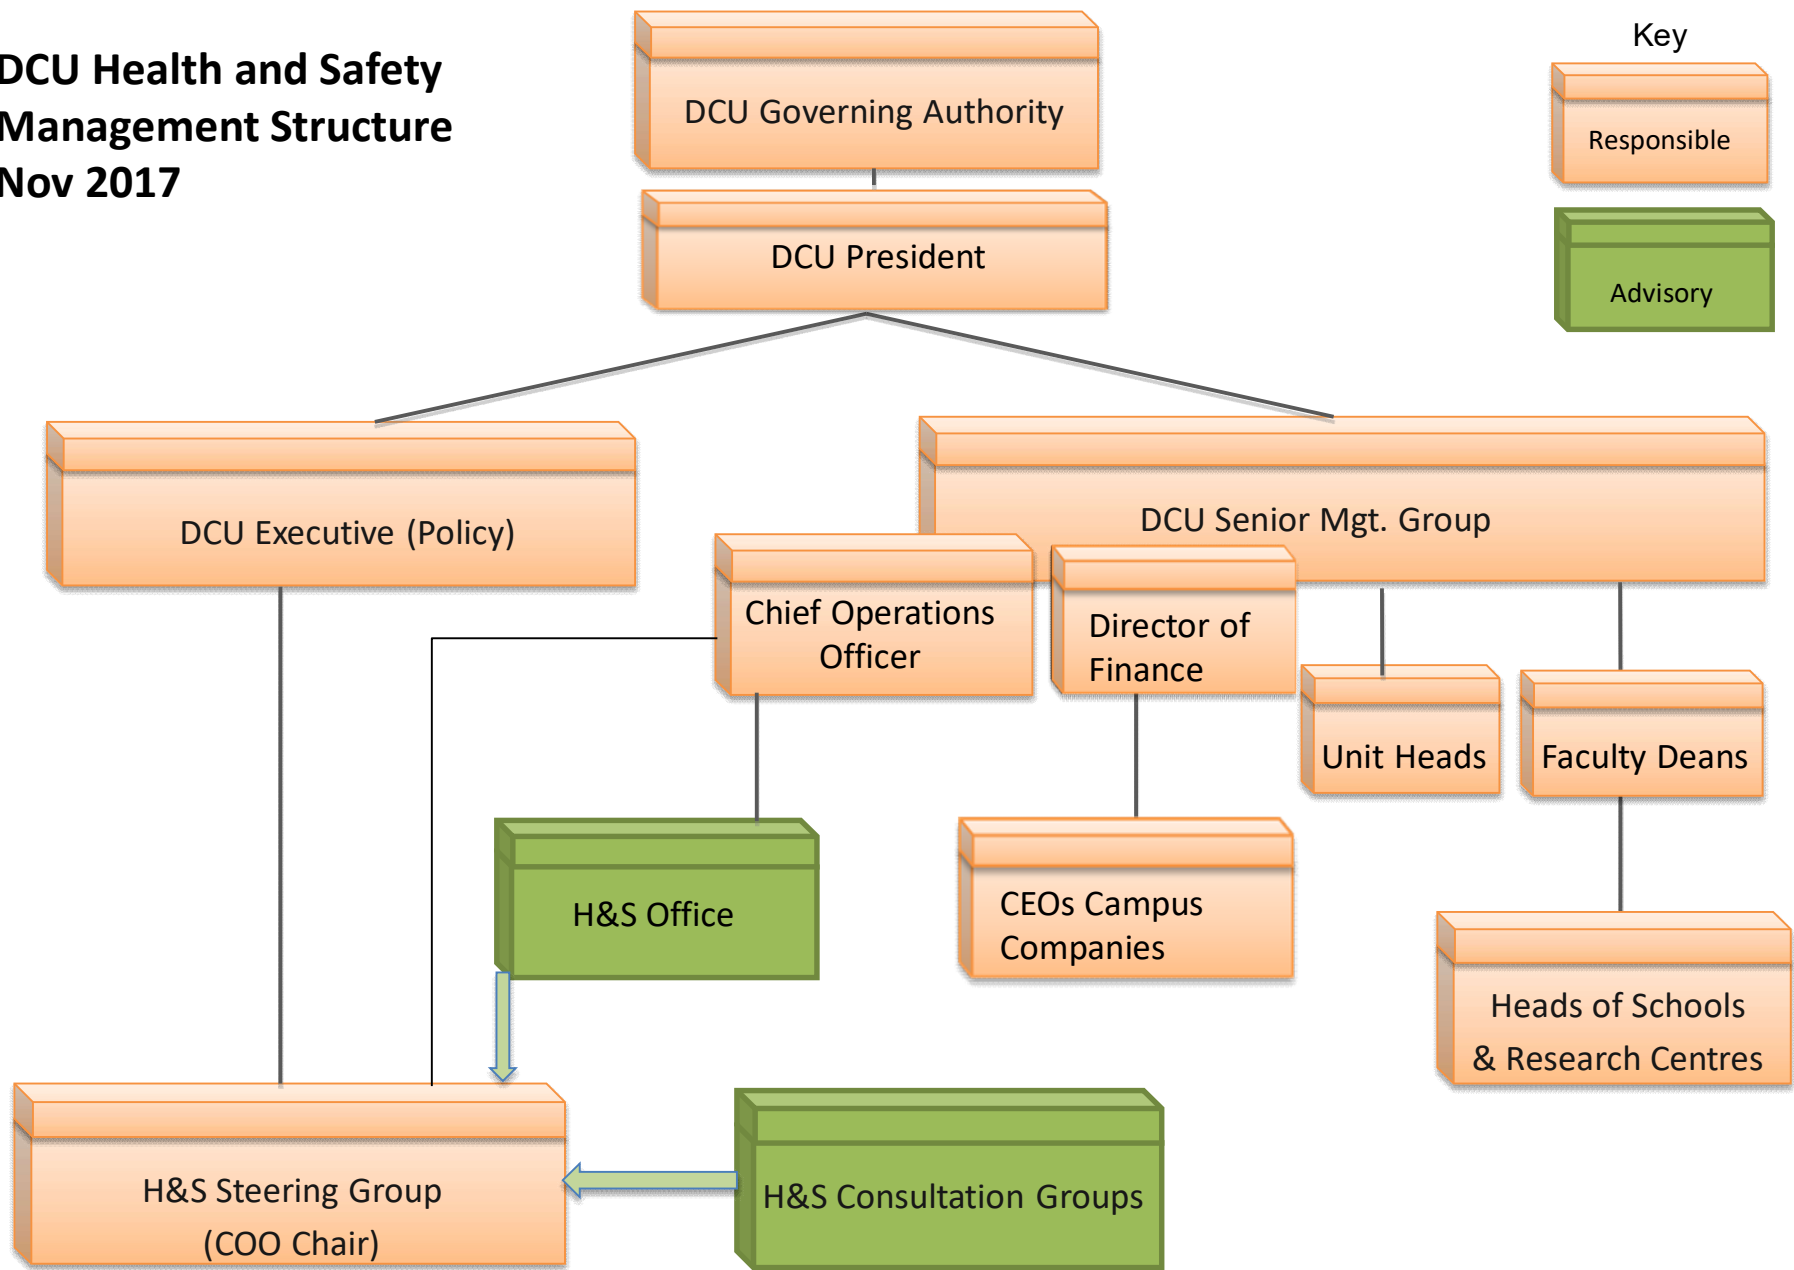 DCU Health and Safety
Management Structure
Nov 2017
Key
Responsible
Advisory
DCU Governing Authority
DCU President
DCU Executive (Policy)
DCU Senior Mgt. Group
Chief Operations
Officer
Director of
Finance
Unit Heads
Faculty Deans
H&S Office
CEOs Campus
Companies
Heads of Schools
& Research Centres
H&S Steering Group
(COO Chair)
H&S Consultation Groups